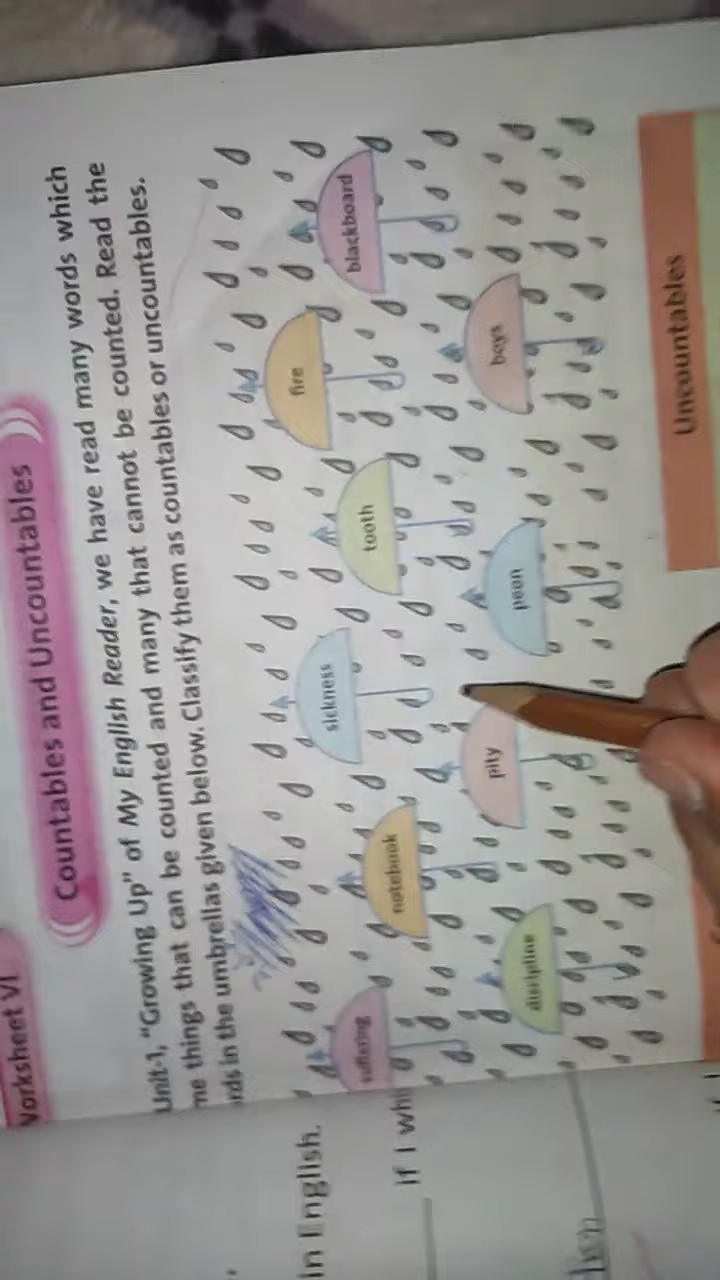 Worksheet VI
Countables and Uncountables
Unit-1, "Growing Up" of My English Reader, we have read many words which
me things that can be counted and many that cannot be counted. Read the
rds in the umbrellas given below. Classify them as countables or uncountables.
suffering
notebook
sickness
tooth
fire
blackboard
discipline
pity
peon
boys
Uncountables
in English.
if I whi